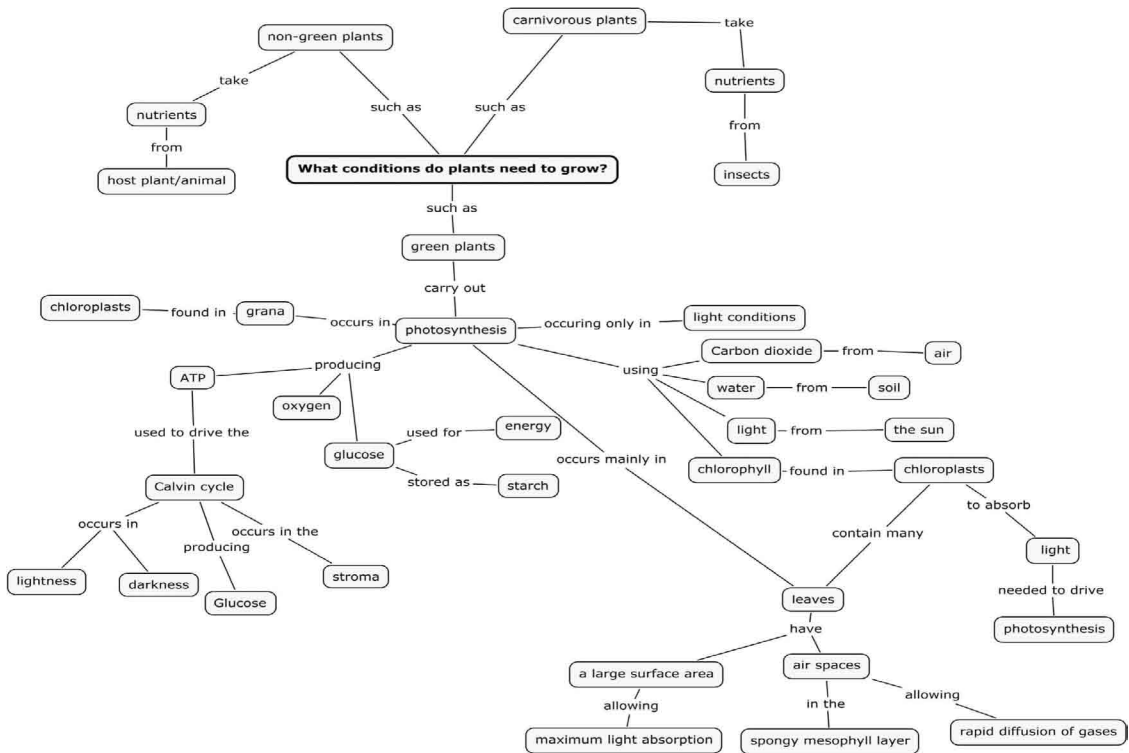 carnivorous plants
take
non-green plants
take
nutrients
nutrients
such as
such as
from
from
What conditions do plants need to grow?
host plant/animal
insects
such as
green plants
carry out
chloroplasts
found in
grana
occurs in
photosynthesis
occuring only in
light conditions
producing
using
Carbon dioxide
from
air
ATP
water
from
soil
oxygen
used to drive the
used for
energy
light
from
the sun
glucose
occurs mainly in
chlorophyll
found in
chloroplasts
stored as
starch
Calvin cycle
to absorb
occurs in
occurs in the
contain many
producing
light
lightness
darkness
stroma
needed to drive
Glucose
leaves
photosynthesis
have
a large surface area
air spaces
allowing
allowing
in the
maximum light absorption
spongy mesophyll layer
rapid diffusion of gases